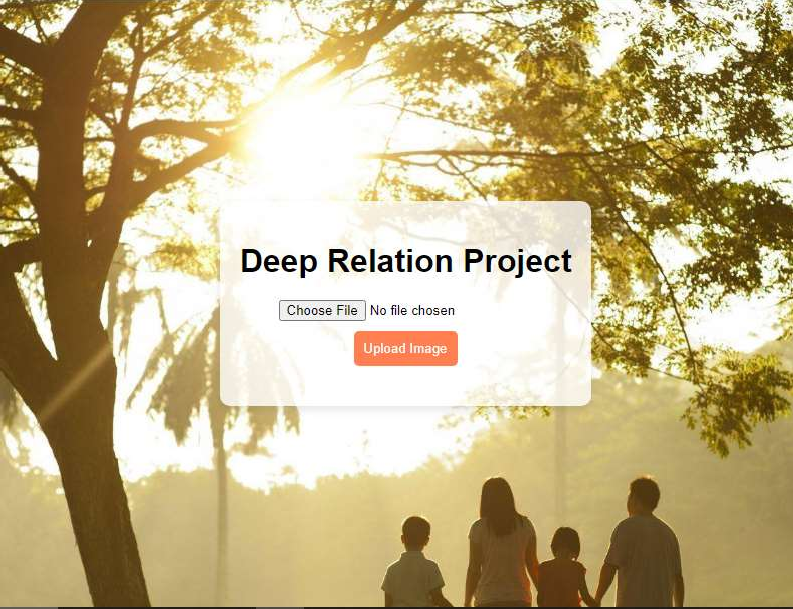 Deep Relation Project
Choose File No file chosen
Upload Image